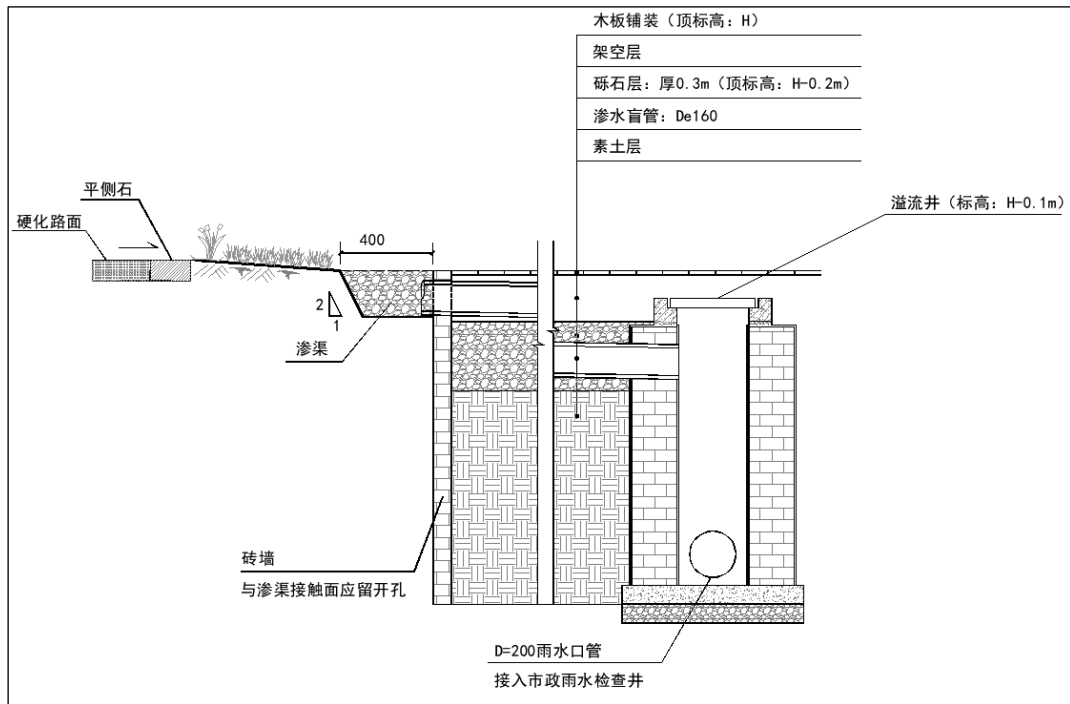 木板铺装（顶标高：H）
架空层
砾石层：厚0.3m（顶标高：H-0.2m）
渗水盲管：De160
素土层
平侧石
硬化路面
溢流井（标高：H-0.1m）
400
2
1
渗渠
砖墙
与渗渠接触面应留开孔
D=200雨水口管
接入市政雨水检查井